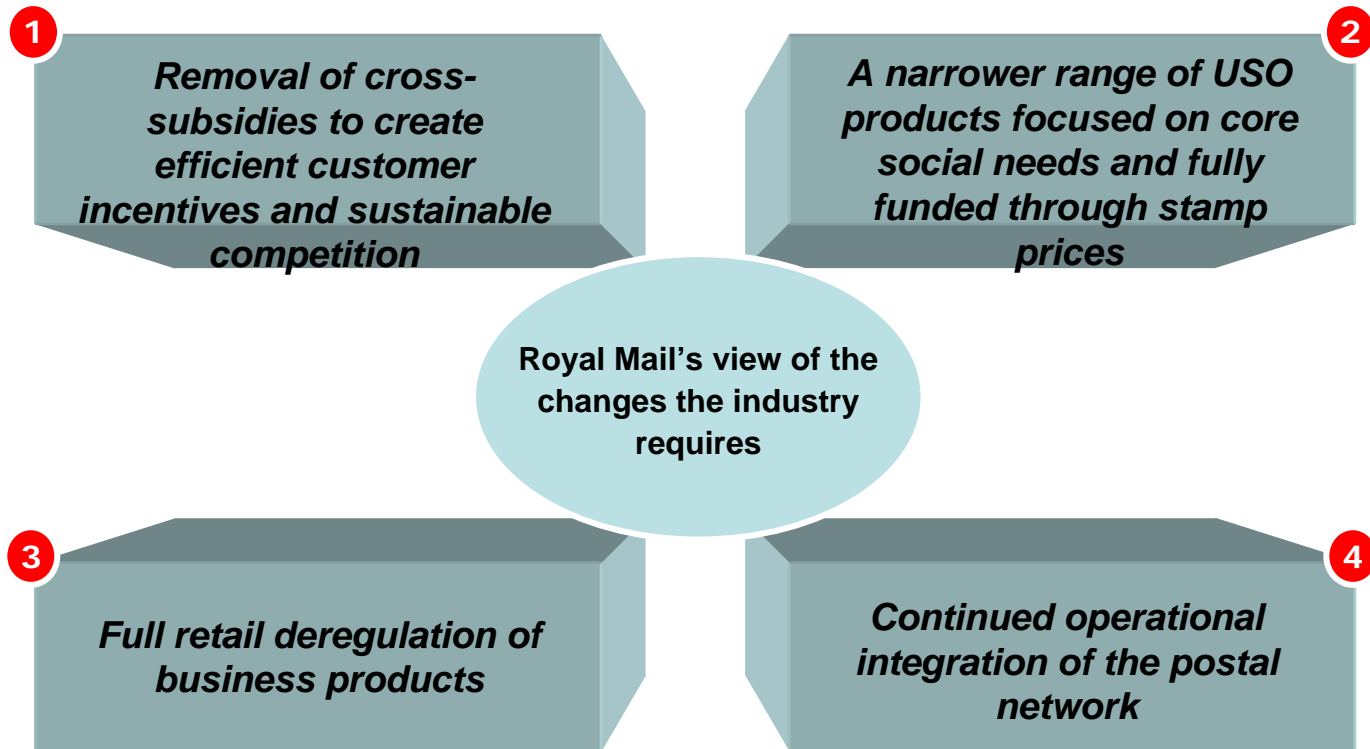 1
Removal of cross-
subsidies to create
efficient customer
incentives and sustainable
competition
2
A narrower range of USO
products focused on core
social needs and fully
funded through stamp
prices
Royal Mail’s view of the
changes the industry
requires
3
Full retail deregulation of
business products
4
Continued operational
integration of the postal
network